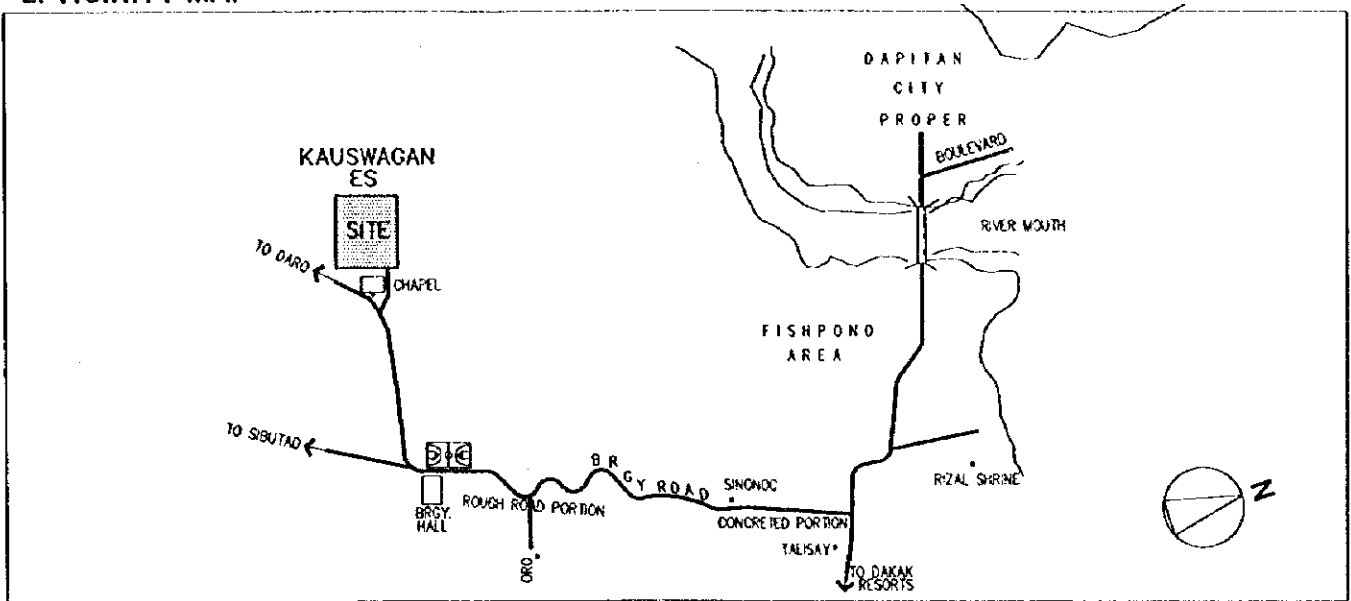 DAPITAN
CITY
PROPER
BOULEVARD
KAUSWAGAN
ES
SITE
TO DARO
CHAPEL
RIVER MOUTH
FISHPOND
AREA
TO SIBUTAD
BRGY.
HALL
ROUGH ROAD PORTION
BRGY ROAD
ORO
SINONOC
CONCRETED PORTION
TALISAY
RIZAL SHRINE
TO DAKAK
RESORTS
N